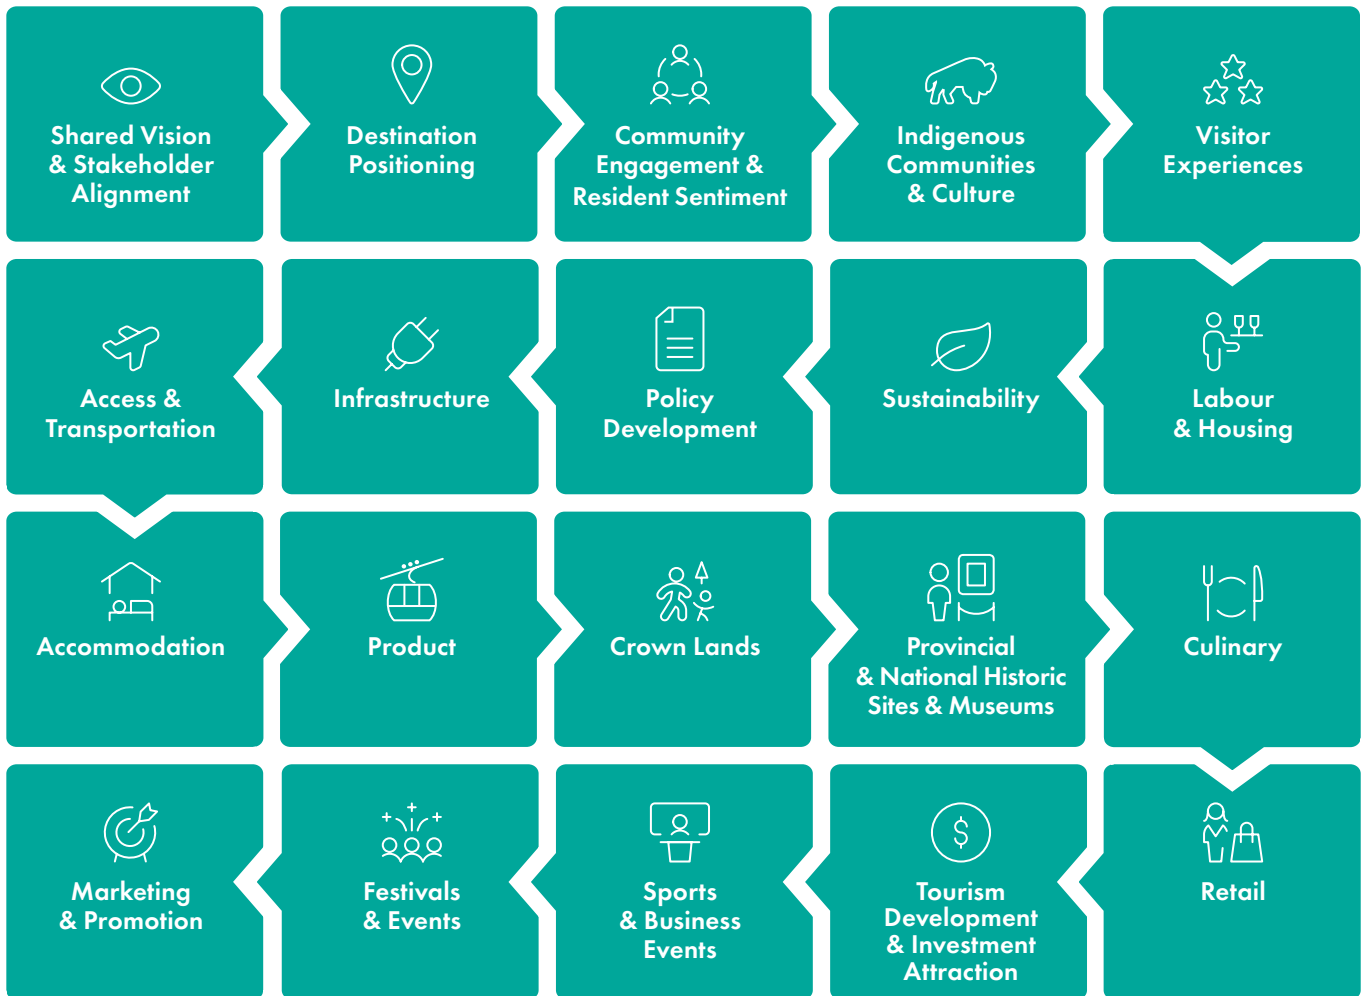 Shared Vision
& Stakeholder
Alignment
Destination
Positioning
Community
Engagement &
Resident Sentiment
Indigenous
Communities
& Culture
Visitor
Experiences
Access &
Transportation
Infrastructure
Policy
Development
Sustainability
Labour
& Housing
Accommodation
Product
Crown Lands
Provincial
& National Historic
Sites & Museums
Culinary
Marketing
& Promotion
Festivals
& Events
Sports
& Business
Events
Tourism
Development
& Investment
Attraction
Retail